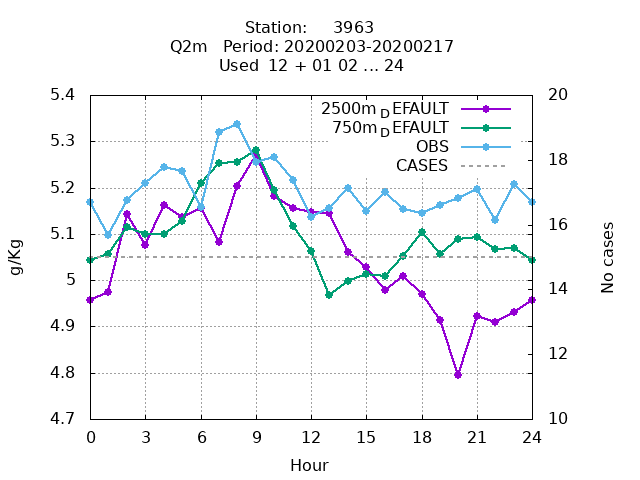 Station:     3963
Q2m   Period: 20200203-20200217
Used  12 + 01 02 ... 24
5.4
5.3
5.2
5.1
5
4.9
4.8
4.7
20
18
16
14
12
10
2500m_DEFAULT
750m_DEFAULT
OBS
CASES
g/Kg
No cases
0 3 6 9 12 15 18 21 24
Hour